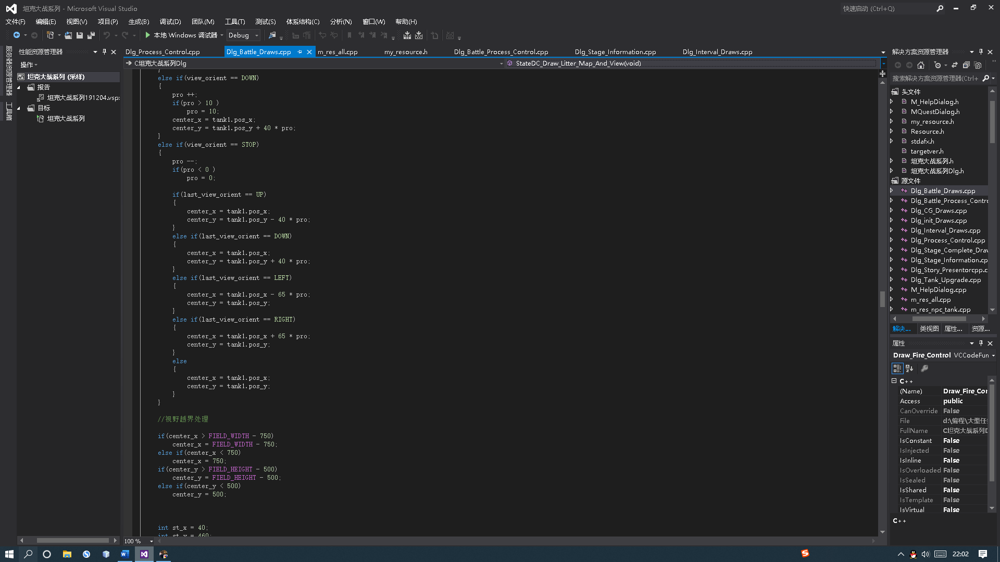 坦克大战系列 - Microsoft Visual Studio
快速启动 (Ctrl+Q)
文件(F) 编辑(E) 视图(V) 项目(P) 生成(B) 调试(D) 团队(M) 工具(T) 测试(S) 体系结构(C) 分析(N) 窗口(W) 帮助(H)
本地 Windows 调试器 Debug
服务器资源管理器
工具箱
性能资源管理器
操作
坦克大战系列 (采样)
报告
坦克大战系列191204.vsp
目标
坦克大战系列
Dlg_Process_Control.cpp Dlg_Battle_Draws.cpp m_res_all.cpp my_resource.h Dlg_Battle_Process_Control.cpp Dlg_Stage_Information.cpp Dlg_Interval_Draws.cpp
C坦克大战系列Dlg StateDC_Draw_Litter_Map_And_View(void)
}
else if(view_orient == DOWN)
{
pro ++;
if(pro > 10 )
pro = 10;
center_x = tank1.pos_x;
center_y = tank1.pos_y + 40 * pro;
}
else if(view_orient == STOP)
{
pro --;
if(pro < 0 )
pro = 0;
if(last_view_orient == UP)
{
center_x = tank1.pos_x;
center_y = tank1.pos_y - 40 * pro;
}
else if(last_view_orient == DOWN)
{
center_x = tank1.pos_x;
center_y = tank1.pos_y + 40 * pro;
}
else if(last_view_orient == LEFT)
{
center_x = tank1.pos_x - 65 * pro;
center_y = tank1.pos_y;
}
else if(last_view_orient == RIGHT)
{
center_x = tank1.pos_x + 65 * pro;
center_y = tank1.pos_y;
}
else
{
center_x = tank1.pos_x;
center_y = tank1.pos_y;
}
}
//视野越界处理
if(center_x > FIELD_WIDTH - 750)
center_x = FIELD_WIDTH - 750;
else if(center_x < 750)
center_x = 750;
if(center_y > FIELD_HEIGHT - 500)
center_y = FIELD_HEIGHT - 500;
else if(center_y < 500)
center_y = 500;
int st_x = 40;
int st_y = 460;
100 %
解决方案资源管理器
搜索解决方案资源管理器(Ctrl+
头文件
M_HelpDialog.h
MQuestDialog.h
my_resource.h
Resource.h
stdafx.h
targetver.h
坦克大战系列.h
坦克大战系列Dlg.h
源文件
Dlg_Battle_Draws.cpp
Dlg_Battle_Process_Contro
Dlg_CG_Draws.cpp
Dlg_init_Draws.cpp
Dlg_Interval_Draws.cpp
Dlg_Process_Control.cpp
Dlg_Stage_Complete_Draw
Dlg_Stage_Information.cp
Dlg_Story_Presentorcpp.c
Dlg_Tank_Upgrade.cpp
M_HelpDialog.cpp
m_res_all.cpp
m_res_npc_tank.cpp
解决... 类视图 属性... 资源...
属性
Draw_Fire_Control VCCodeFun
C++
(Name) Draw_Fire_Cor
Access public
CanOverride False
File d:\编程\大型任
FullName C坦克大战系列D
IsConstant False
IsInjected False
IsInline False
IsOverloaded False
IsSealed False
IsShared False
IsTemplate False
IsVirtual False
C++
22:02